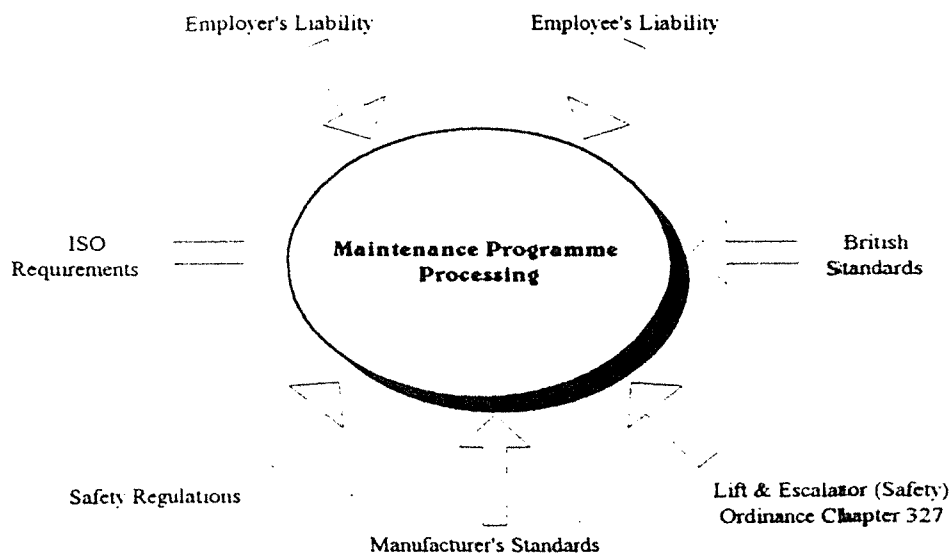 Employer's Liability
Employee's Liability
ISO
Requirements
Maintenance Programme
Processing
British
Standards
Safety Regulations
Manufacturer's Standards
Lift & Escalator (Safety)
Ordinance Chapter 327